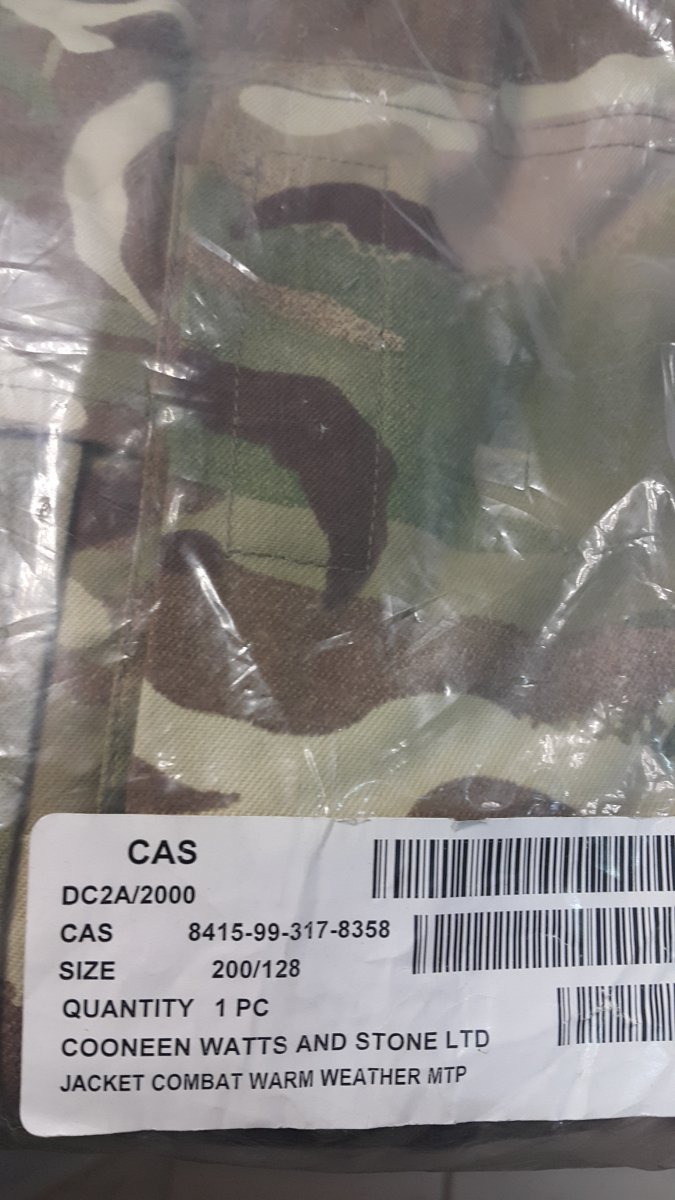 CAS
DC2A/2000
CAS 8415-99-317-8358
SIZE 200/128
QUANTITY 1 PC
COONEEN WATTS AND STONE LTD
JACKET COMBAT WARM WEATHER MTP